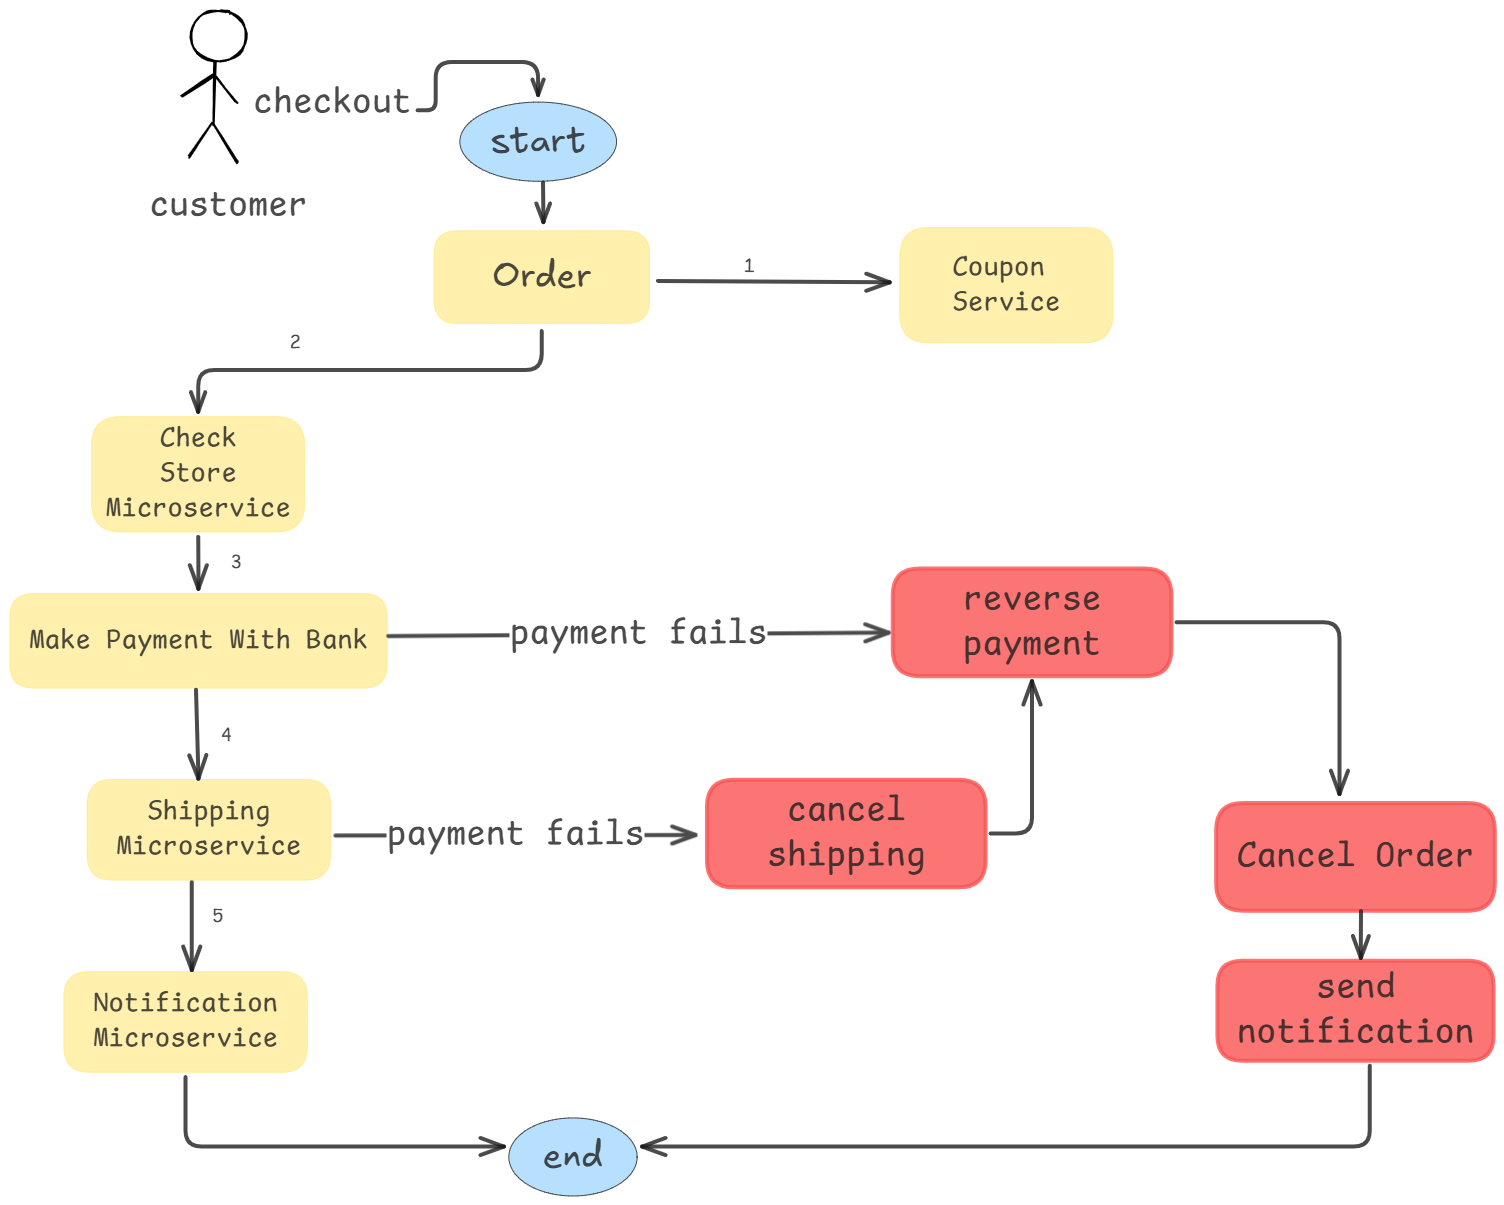 checkout
start
customer
Order
1
Coupon
Service
2
Check
Store
Microservice
3
Make Payment With Bank
payment fails
reverse
payment
4
Shipping
Microservice
payment fails
cancel
shipping
Cancel Order
5
Notification
Microservice
send
notification
end